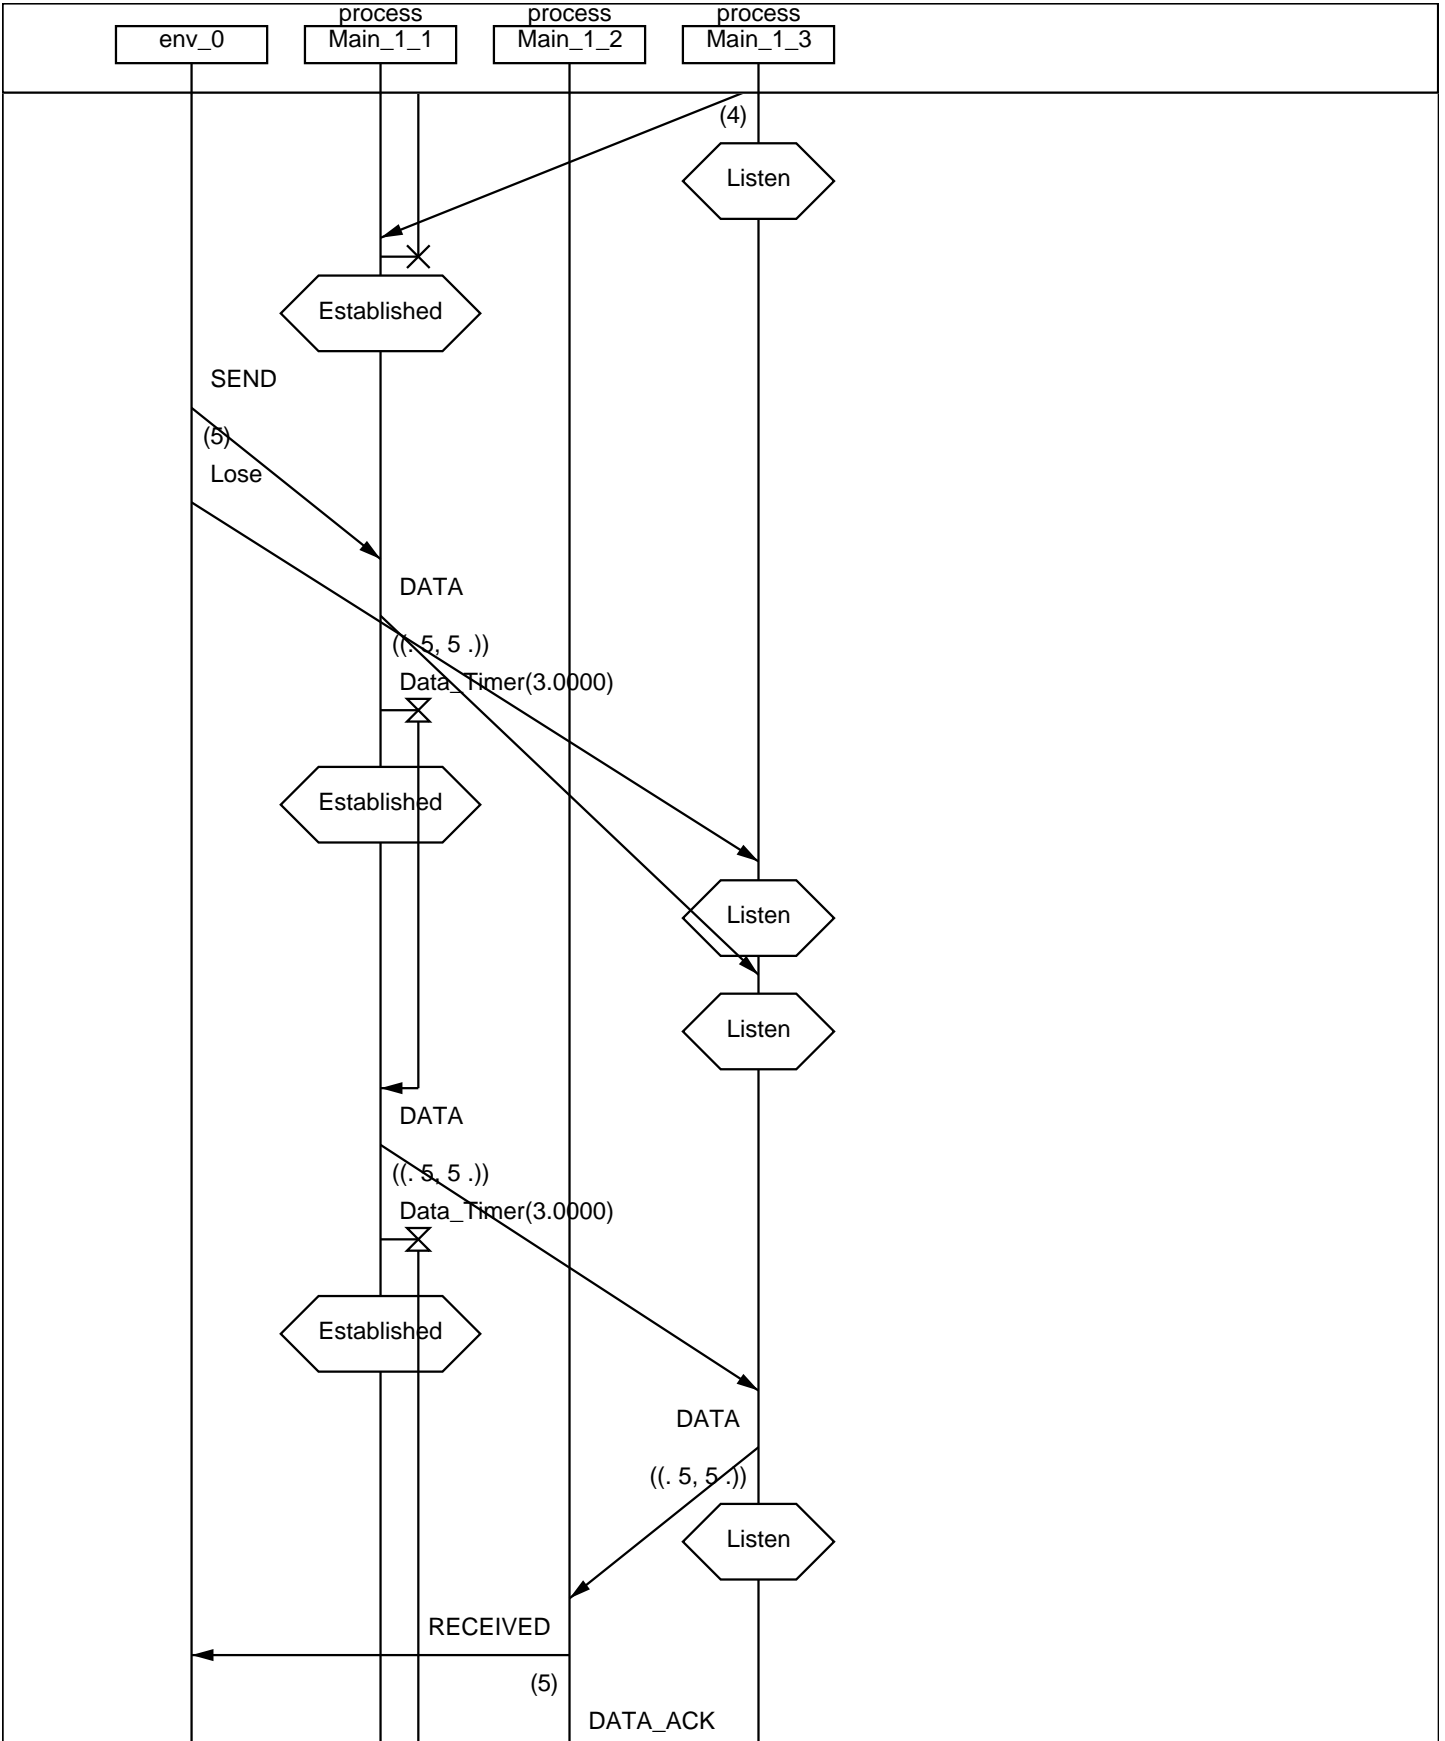 process process process
env_0 Main_1_1 Main_1_2 Main_1_3
(4)
Listen
Established
SEND
(5)
Lose
DATA
((. 5, 5 .))
Data_Timer(3.0000)
Established
Listen
Listen
DATA
((. 5, 5 .))
Data_Timer(3.0000)
Established
DATA
((. 5, 5 .))
Listen
RECEIVED
(5)
DATA_ACK